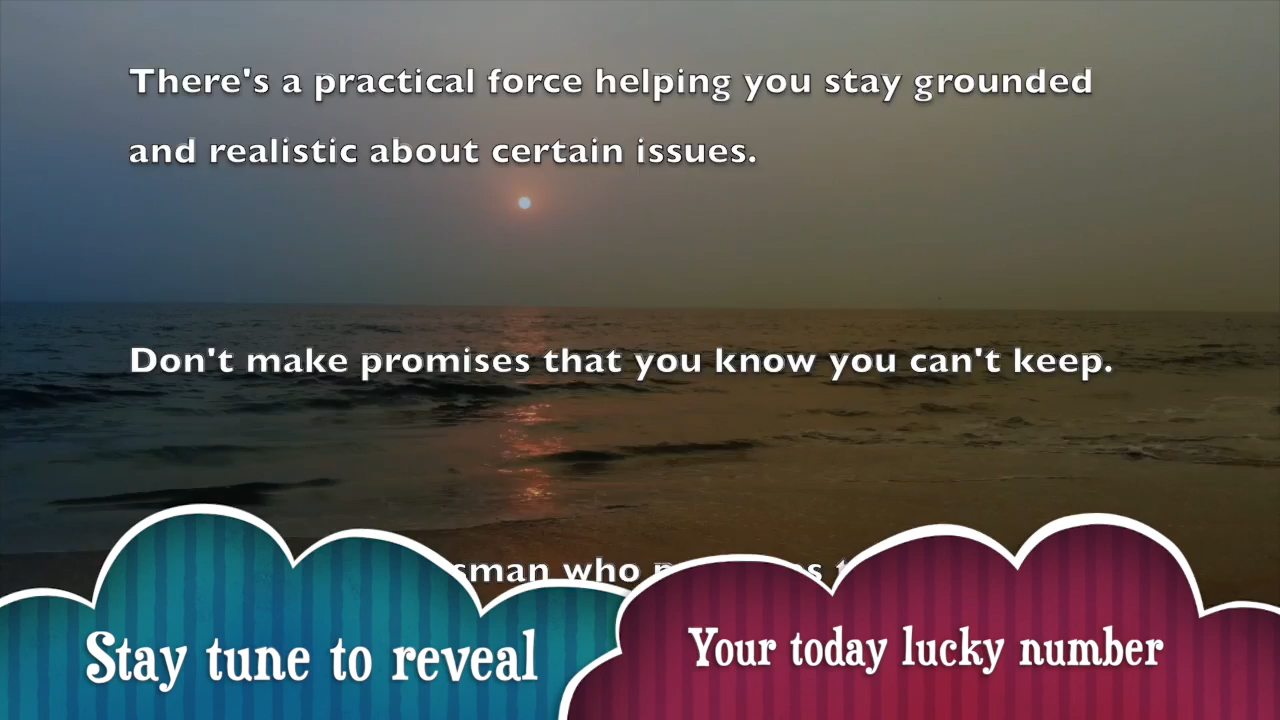 There's a practical force helping you stay grounded
and realistic about certain issues.
Don't make promises that you know you can't keep.
who
Stay tune to reveal
Your today lucky number